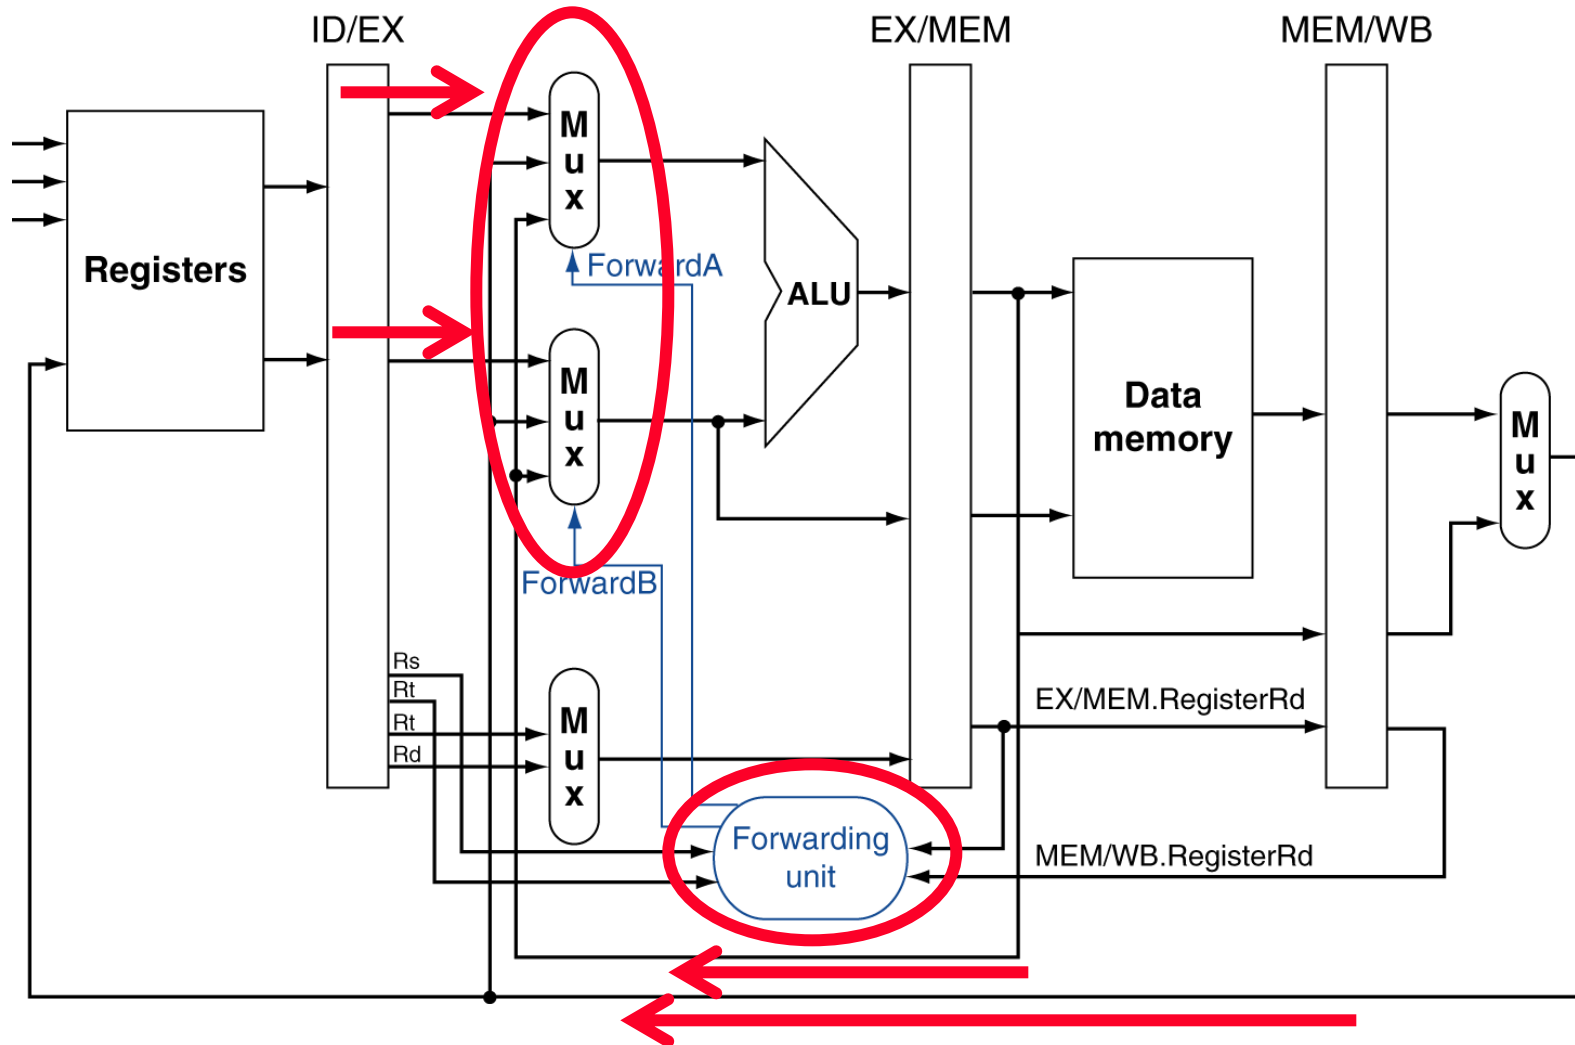 ID/EX
EX/MEM
MEM/WB
M
u
x
Registers
ForwardA
ALU
M
u
x
Data
memory
M
u
x
ForwardB
Rs
Rt
Rt
Rd
M
u
x
EX/MEM.RegisterRd
Forwarding
unit
MEM/WB.RegisterRd